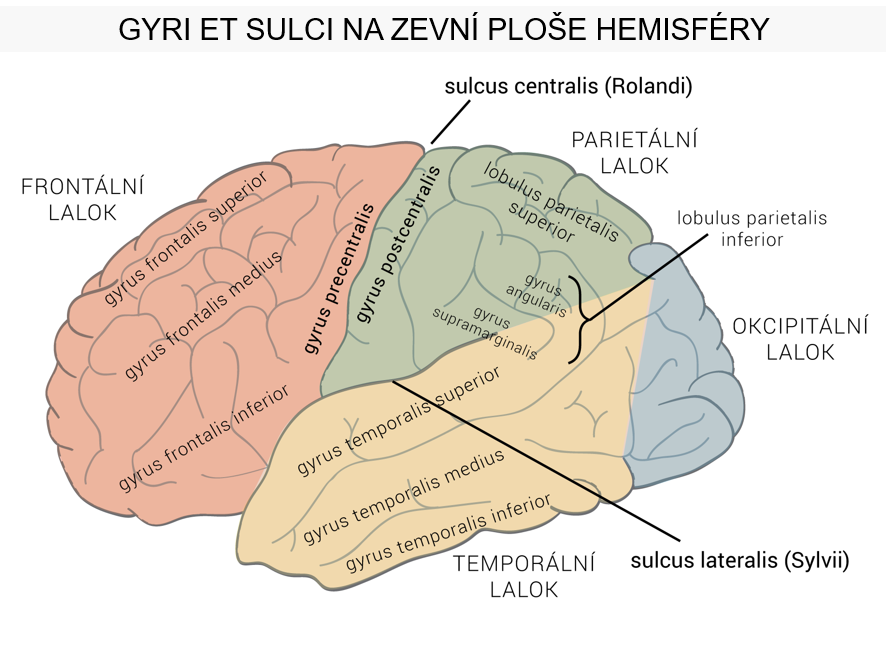 GYRI ET SULCI NA ZEVNÍ PLOŠE HEMISFÉRY
sulcus centralis (Rolandi)
PARIETÁLNÍ
LALOK
FRONTÁLNÍ
LALOK
gyrus frontalis superior
gyrus frontalis medius
gyrus frontalis inferior
gyrus precentralis
gyrus postcentralis
lobulus parietalis
superior
lobulus parietalis
inferior
gyrus
angularis
gyrus
supramarginalis
OKCIPITÁLNÍ
LALOK
gyrus temporalis superior
gyrus temporalis medius
gyrus temporalis inferior
TEMPORÁLNÍ
LALOK
sulcus lateralis (Sylvii)